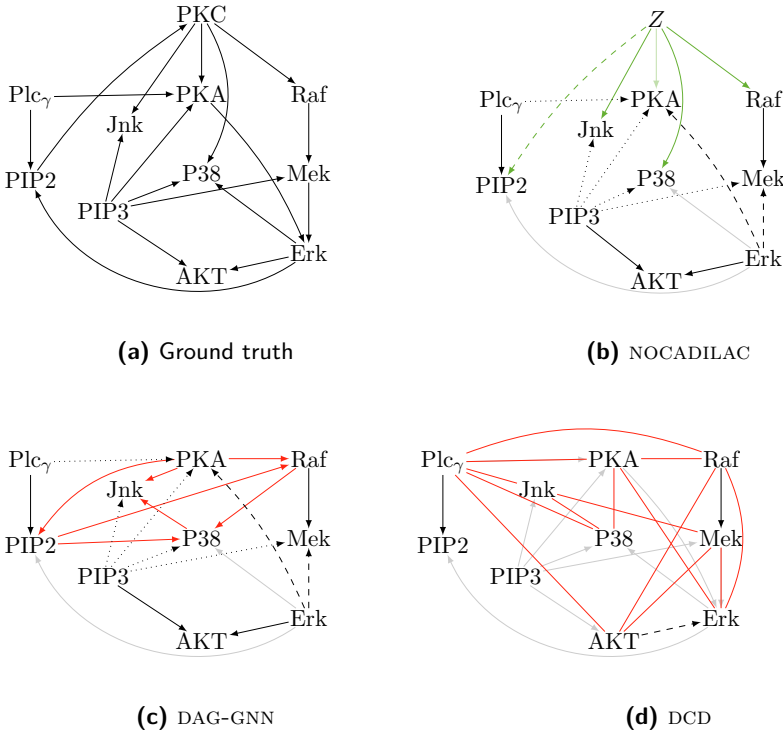 PKC
Plcγ
PKA
Raf
Jnk
PIP2
P38
Mek
PIP3
Erk
AKT
(a) Ground truth
Z
Plcγ
PKA
Raf
Jnk
PIP2
P38
Mek
PIP3
Erk
AKT
(b) NOCADILAC
Plcγ
PKA
Raf
Jnk
PIP2
P38
Mek
PIP3
Erk
AKT
(c) DAG-GNN
Plcγ
PKA
Raf
Jnk
PIP2
P38
Mek
PIP3
Erk
AKT
(d) DCD